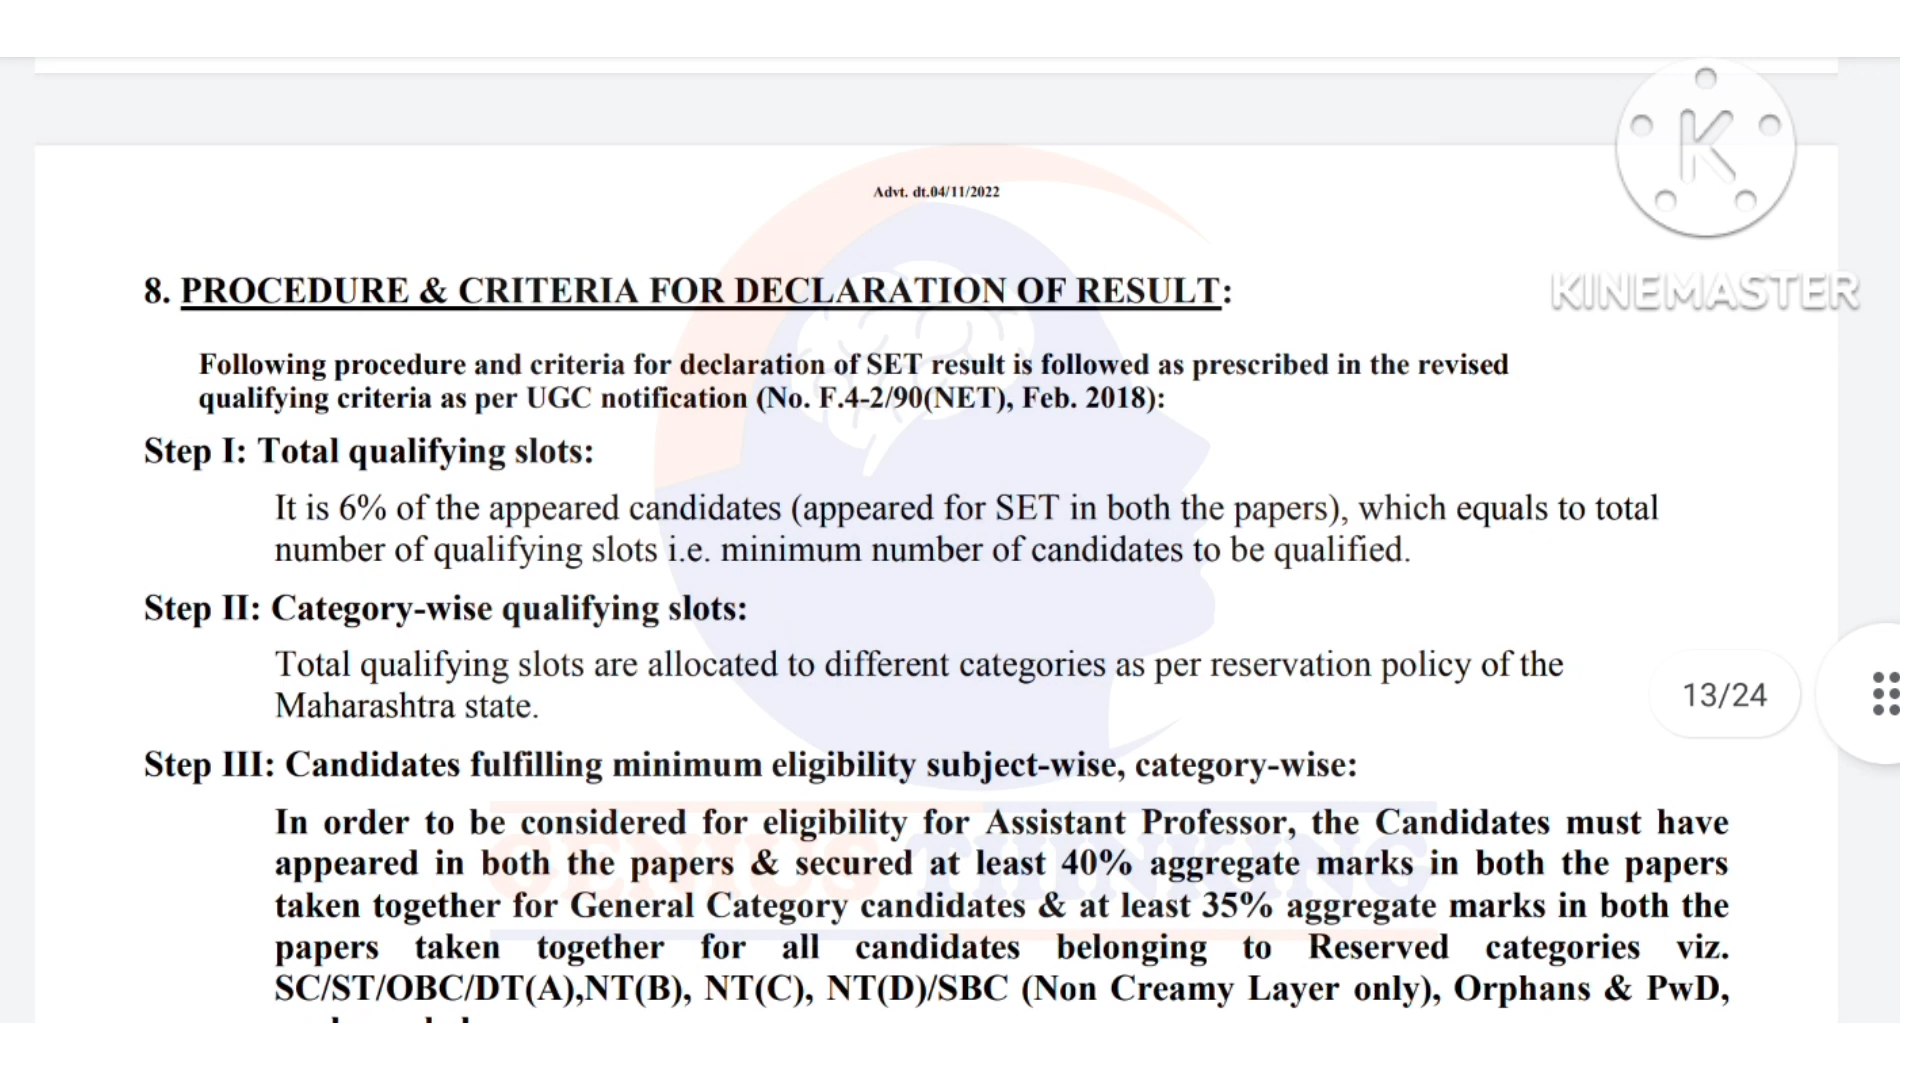 K
KINEMASTER
Advt. dt.04/11/2022
8. PROCEDURE & CRITERIA FOR DECLARATION OF RESULT:
Following procedure and criteria for declaration of SET result is followed as prescribed in the revised
qualifying criteria as per UGC notification (No. F.4-2/90(NET), Feb. 2018):
Step I: Total qualifying slots:
It is 6% of the appeared candidates (appeared for SET in both the papers), which equals to total
number of qualifying slots i.e. minimum number of candidates to be qualified.
Step II: Category-wise qualifying slots:
Total qualifying slots are allocated to different categories as per reservation policy of the
Maharashtra state.
13/24
Step III: Candidates fulfilling minimum eligibility subject-wise, category-wise:
In order to be considered for eligibility for Assistant Professor, the Candidates must have
appeared in both the papers & secured at least 40% aggregate marks in both the papers
taken together for General Category candidates & at least 35% aggregate marks in both the
papers taken together for all candidates belonging to Reserved categories viz.
SC/ST/OBC/DT(A),NT(B), NT(C), NT(D)/SBC (Non Creamy Layer only), Orphans & PwD,
GENIUS THINKING